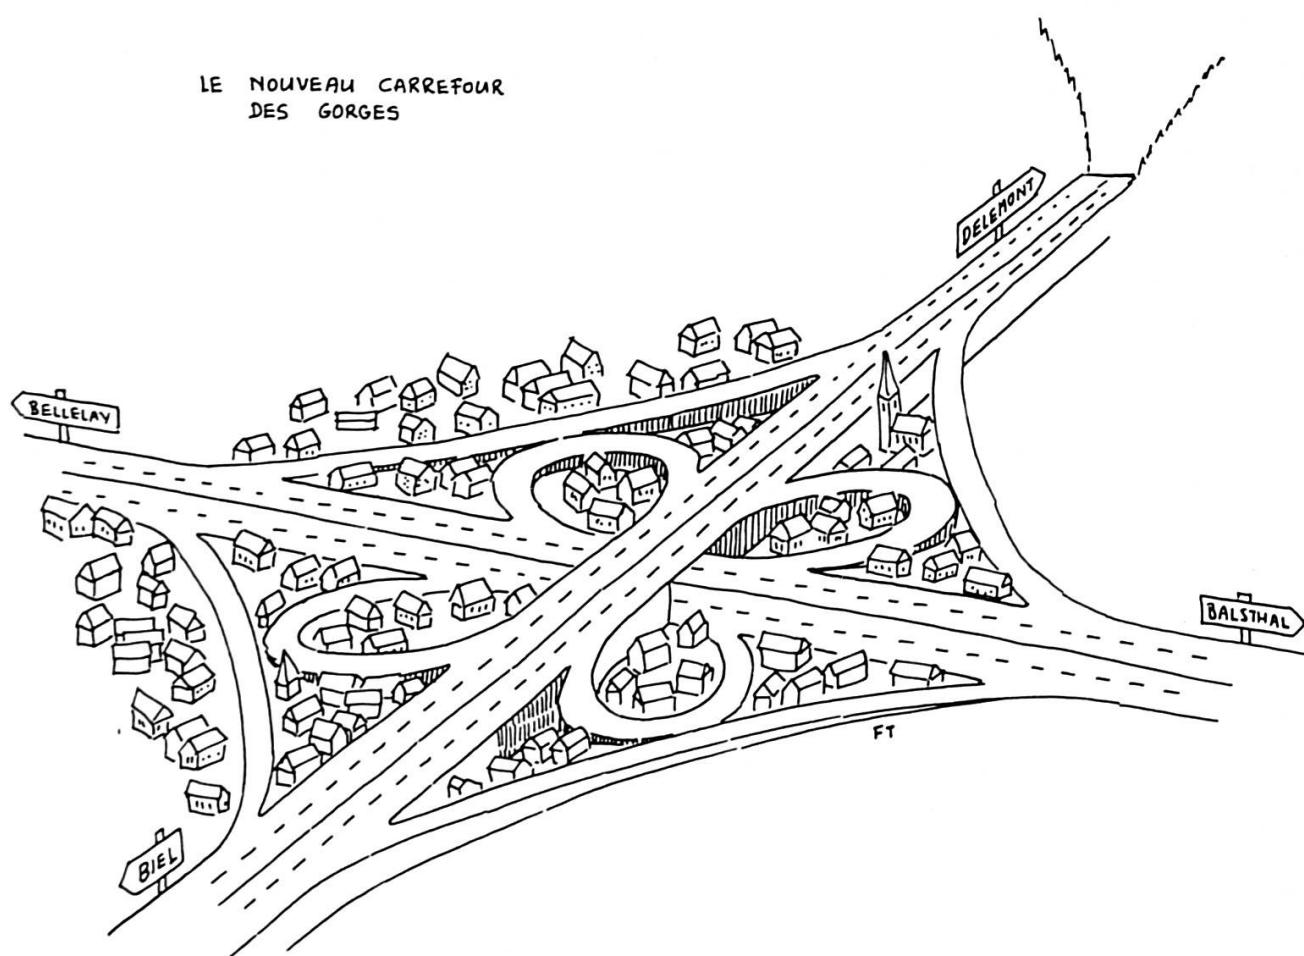 LE NOUVEAU CARREFOUR
DES GORGES
DELEMONT
BELLELAY
BALSTHAL
FT
BIEL